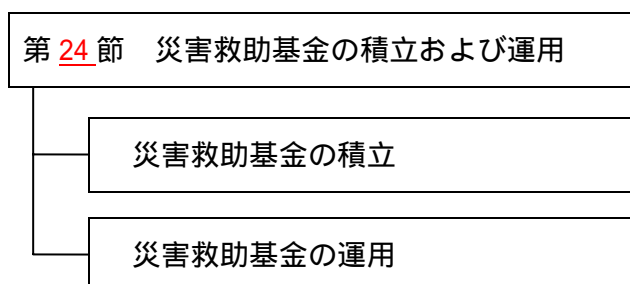 第 24 節　災害救助基金の積立および運用
災害救助基金の積立
災害救助基金の運用